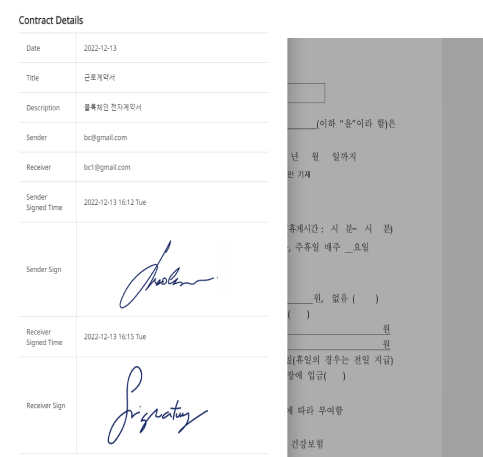 Contract Details
Date 2022-12-13
Title 근로계약서
Description 블록체인 전자계약서
Sender bc@gmail.com
Receiver bc1@gmail.com
Sender
Signed Time 2022-12-13 16:12 Tue
Sender Sign
Receiver
Signed Time 2022-12-13 16:15 Tue
Receiver Sign Signature
(이하 “을”이라 함)은
년 월 일까지
만 기재
휴게시간 : 시 분~ 시 분)
, 주휴일 매주 __요일
원, 없음 ( )
( )
원
원
일(휴일의 경우는 전일 지급)
장에 입금( )
에 따라 부여함
건강보험